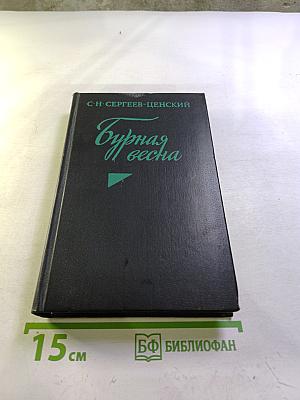 С·Н·СЕРГЕЕВ-ЦЕНСКИЙ
Бурная
весна
15 см
БФ БИБЛИОФАН